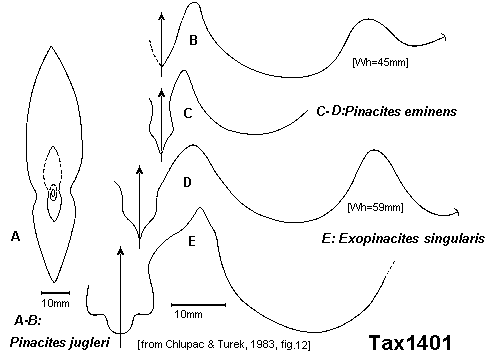 B
[Wh=45mm]
C
C-D:Pinacites eminens
D
[Wh=59mm]
A
E
E: Exopinacites singularis
10mm
10mm
A-B:
Pinacites jugleri
[from Chlupac & Turek, 1983, fig.12]
Tax1401